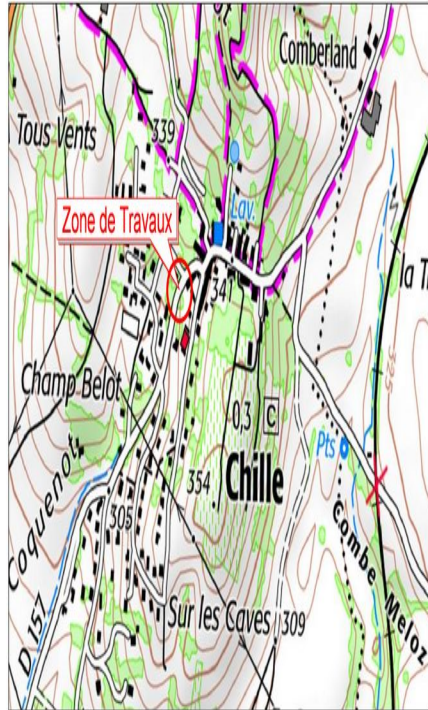 Comberland
Tous Vents
339
Lav.
Zone de Travaux
341
la T
325
Champ Belot
0,3 C
Pts
Chille
354
Coquenot
305
Combe Meloz
D 157
Sur les Caves
309